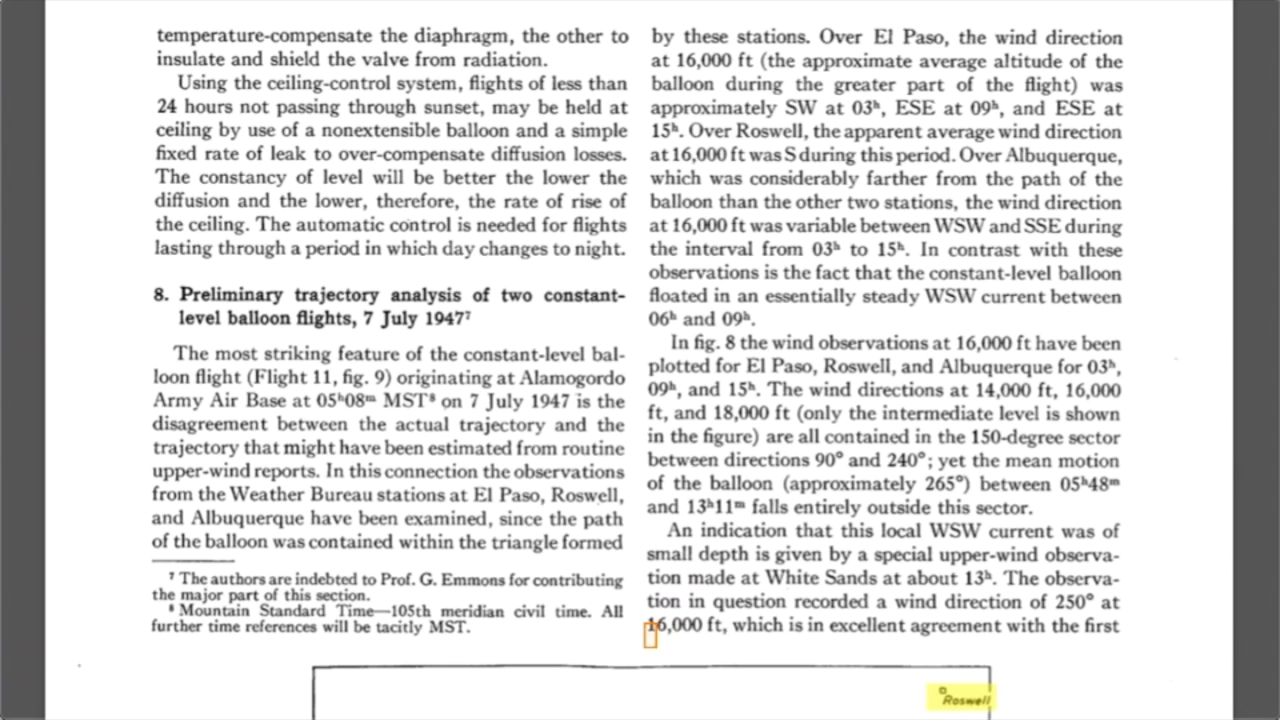 temperature-compensate the diaphragm, the other to
insulate and shield the valve from radiation.
Using the ceiling-control system, flights of less than
24 hours not passing through sunset, may be held at
ceiling by use of a nonextensible balloon and a simple
fixed rate of leak to over-compensate diffusion losses.
The constancy of level will be better the lower the
diffusion and the lower, therefore, the rate of rise of
the ceiling. The automatic control is needed for flights
lasting through a period in which day changes to night.
8. Preliminary trajectory analysis of two constant-
level balloon flights, 7 July 1947⁷
The most striking feature of the constant-level bal-
loon flight (Flight 11, fig. 9) originating at Alamogordo
Army Air Base at 05ʰ08ᵐ MST⁸ on 7 July 1947 is the
disagreement between the actual trajectory and the
trajectory that might have been estimated from routine
upper-wind reports. In this connection the observations
from the Weather Bureau stations at El Paso, Roswell,
and Albuquerque have been examined, since the path
of the balloon was contained within the triangle formed
⁷ The authors are indebted to Prof. G. Emmons for contributing
the major part of this section.
⁸ Mountain Standard Time—105th meridian civil time. All
further time references will be tacitly MST.
by these stations. Over El Paso, the wind direction
at 16,000 ft (the approximate average altitude of the
balloon during the greater part of the flight) was
approximately SW at 03ʰ, ESE at 09ʰ, and ESE at
15ʰ. Over Roswell, the apparent average wind direction
at 16,000 ft was S during this period. Over Albuquerque,
which was considerably farther from the path of the
balloon than the other two stations, the wind direction
at 16,000 ft was variable between WSW and SSE during
the interval from 03ʰ to 15ʰ. In contrast with these
observations is the fact that the constant-level balloon
floated in an essentially steady WSW current between
06ʰ and 09ʰ.
In fig. 8 the wind observations at 16,000 ft have been
plotted for El Paso, Roswell, and Albuquerque for 03ʰ,
09ʰ, and 15ʰ. The wind directions at 14,000 ft, 16,000
ft, and 18,000 ft (only the intermediate level is shown
in the figure) are all contained in the 150-degree sector
between directions 90° and 240°; yet the mean motion
of the balloon (approximately 265°) between 05ʰ48ᵐ
and 13ʰ11ᵐ falls entirely outside this sector.
An indication that this local WSW current was of
small depth is given by a special upper-wind observa-
tion made at White Sands at about 13ʰ. The observa-
tion in question recorded a wind direction of 250° at
16,000 ft, which is in excellent agreement with the first
Roswell